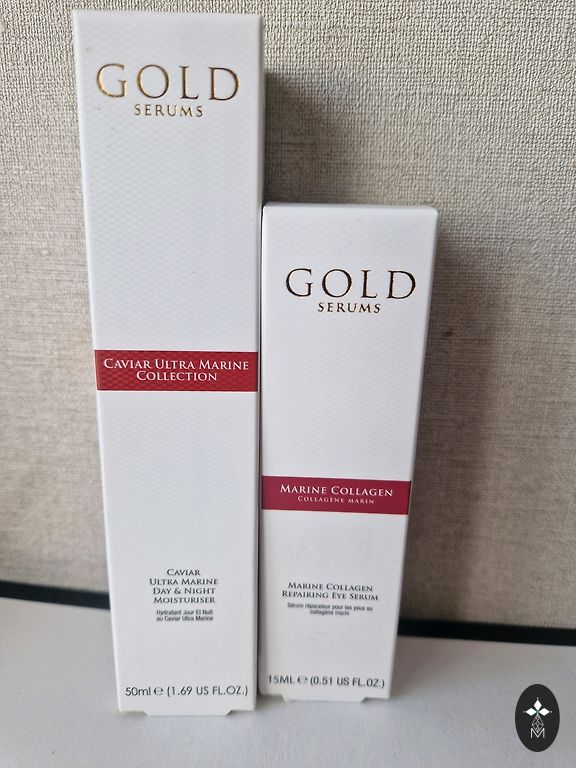 GOLD
SERUMS
CAVIAR ULTRA MARINE
COLLECTION
CAVIAR
ULTRA MARINE
DAY & NIGHT
MOISTURISER
Hydratant Jour Et Nuit
au Caviar Ultra Marine
50ml ℮ (1.69 US FL.OZ.)
GOLD
SERUMS
MARINE COLLAGEN
COLLAGÈNE MARIN
MARINE COLLAGEN
REPAIRING EYE SERUM
Sérum réparateur pour les yeux au
collagène marin
15ML ℮ (0.51 US FL.OZ.)
M